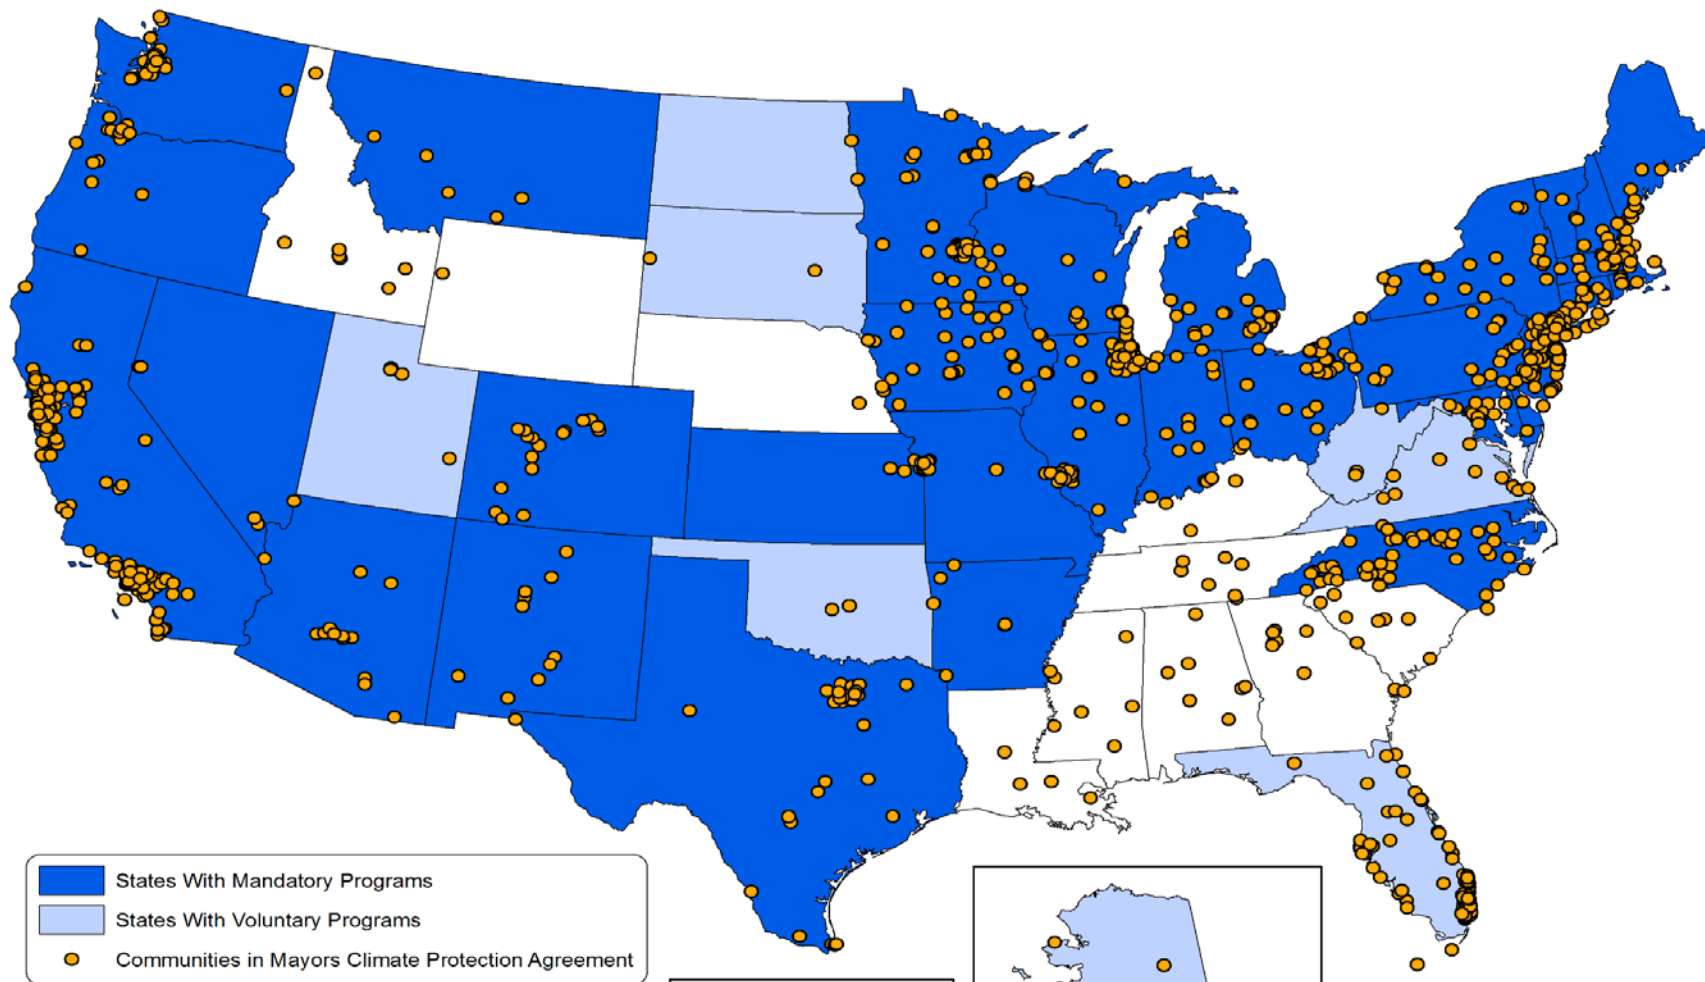 States With Mandatory Programs
States With Voluntary Programs
Communities in Mayors Climate Protection Agreement